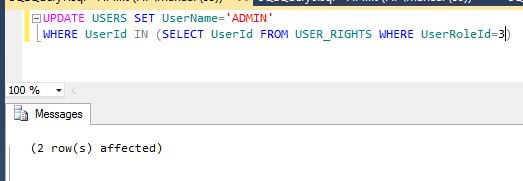 UPDATE USERS SET UserName='ADMIN'
WHERE UserId IN (SELECT UserId FROM USER_RIGHTS WHERE UserRoleId=3)
100 %
Messages
(2 row(s) affected)